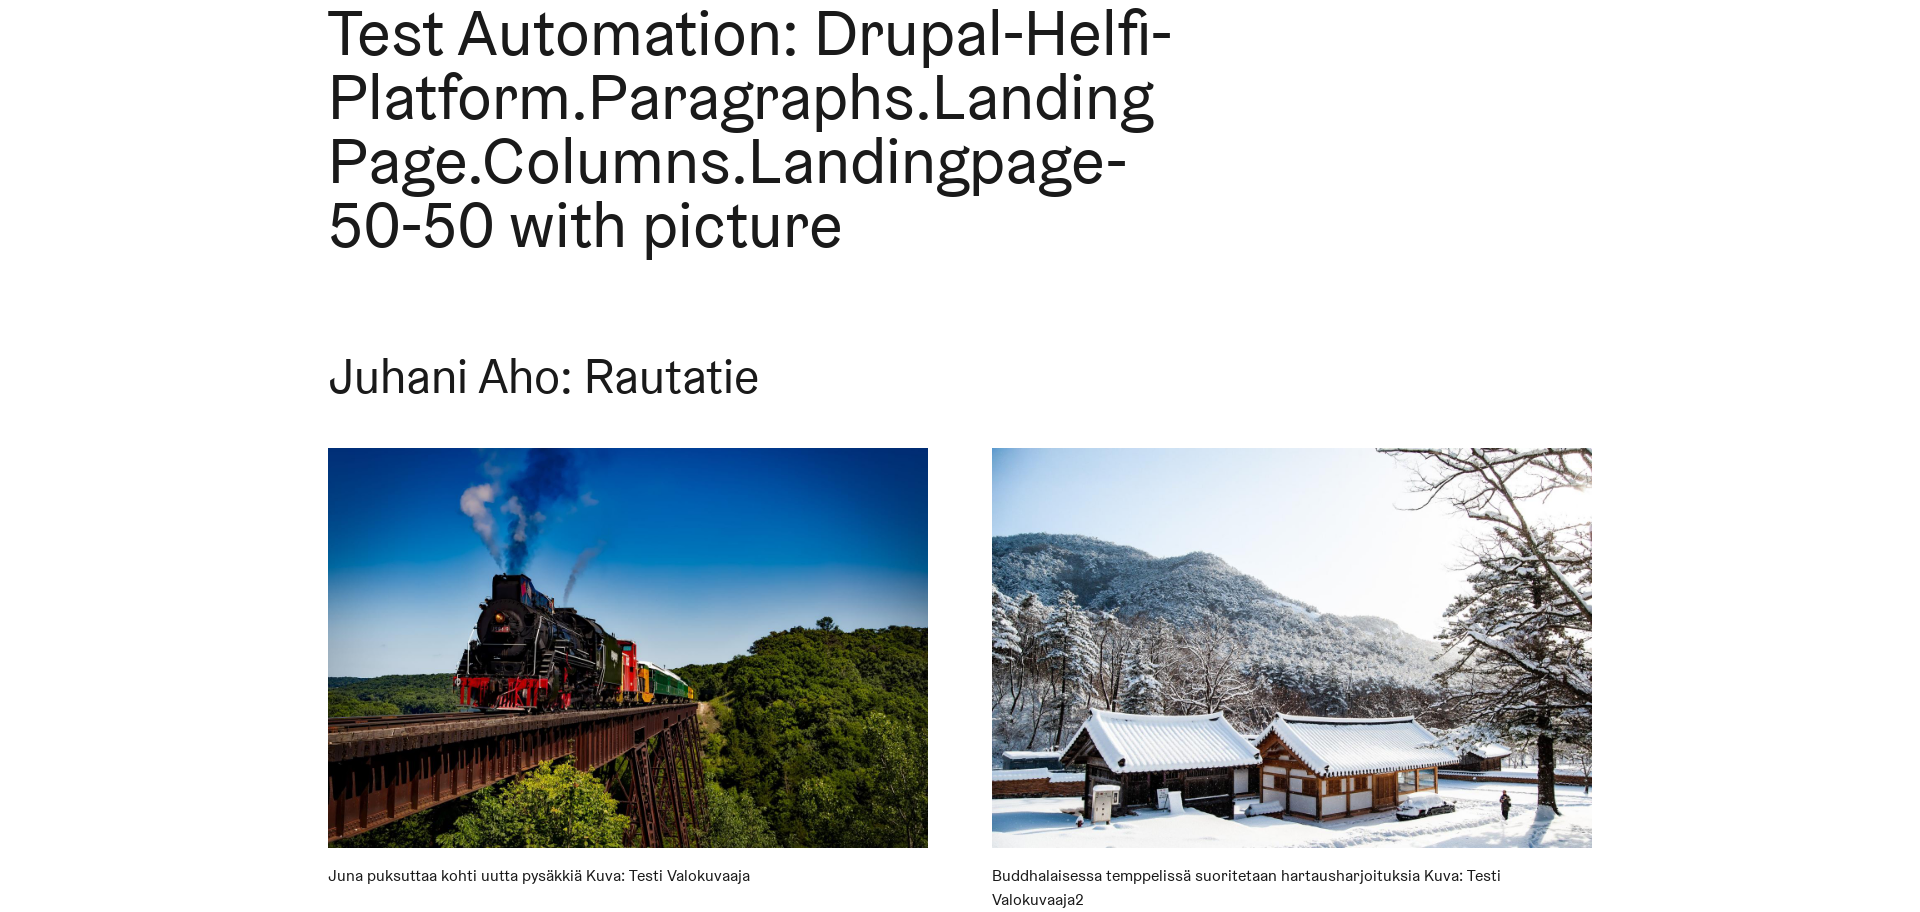 Test Automation: Drupal-Helfi-
Platform.Paragraphs.Landing
Page.Columns.Landingpage-
50-50 with picture
Juhani Aho: Rautatie
Juna puksuttaa kohti uutta pysäkkiä Kuva: Testi Valokuvaaja
Buddhalaisessa temppelissä suoritetaan hartausharjoituksia Kuva: Testi
Valokuvaaja2